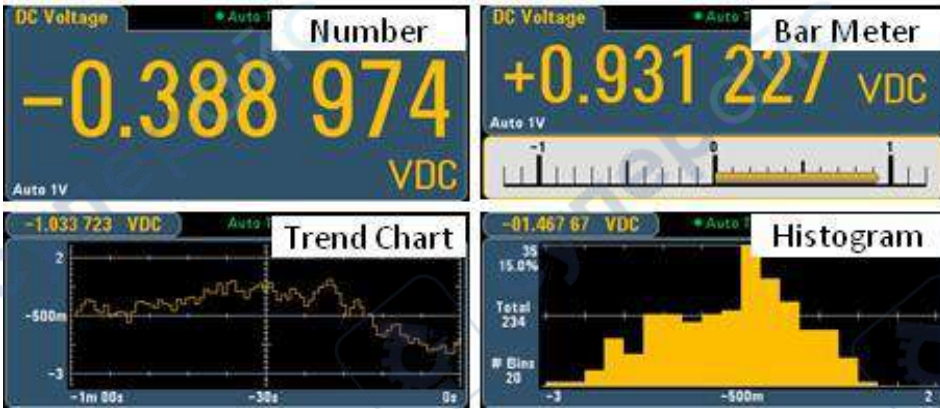 DC Voltage
Auto
Number
−0.388 974
VDC
Auto 1V
DC Voltage
Auto
Bar Meter
+0.931 227 VDC
Auto 1V
-1 0 1
-1.033 723 VDC
Auto
Trend Chart
2
-500m
-3
-1m 00s -30s 0s
-01.467 67 VDC
Auto
Histogram
35
15.0%
Total
234
# Bins
20
-3 -500m 2